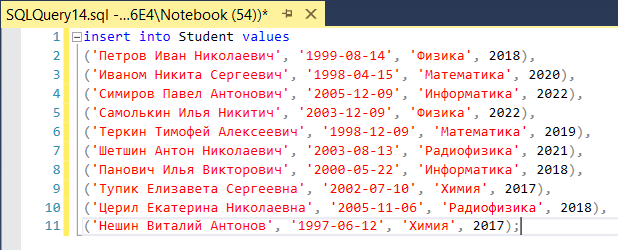 SQLQuery14.sql -...6E4\Notebook (54))*
1 insert into Student values
2 ('Петров Иван Николаевич', '1999-08-14', 'Физика', 2018),
3 ('Иваном Никита Сергеевич', '1998-04-15', 'Математика', 2020),
4 ('Симиров Павел Антонович', '2005-12-09', 'Информатика', 2022),
5 ('Самолькин Илья Никитич', '2003-12-09', 'Физика', 2022),
6 ('Теркин Тимофей Алексеевич', '1998-12-09', 'Математика', 2019),
7 ('Шетшин Антон Николаевич', '2003-08-13', 'Радиофизика', 2021),
8 ('Панович Илья Викторович', '2000-05-22', 'Информатика', 2018),
9 ('Тупик Елизавета Сергеевна', '2002-07-10', 'Химия', 2017),
10 ('Церил Екатерина Николаевна', '2005-11-06', 'Радиофизика', 2018),
11 ('Нешин Виталий Антонов', '1997-06-12', 'Химия', 2017);